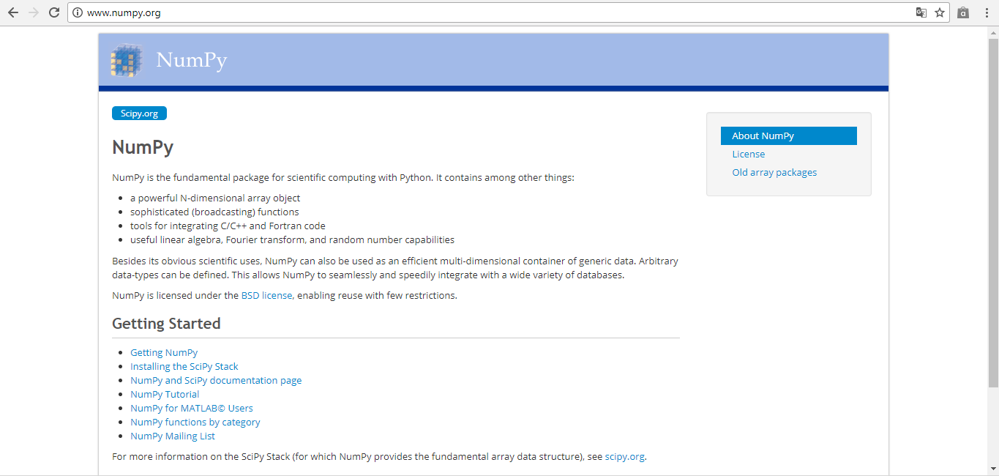 www.numpy.org
NumPy
Scipy.org
NumPy
NumPy is the fundamental package for scientific computing with Python. It contains among other things:
a powerful N-dimensional array object
sophisticated (broadcasting) functions
tools for integrating C/C++ and Fortran code
useful linear algebra, Fourier transform, and random number capabilities
Besides its obvious scientific uses, NumPy can also be used as an efficient multi-dimensional container of generic data. Arbitrary
data-types can be defined. This allows NumPy to seamlessly and speedily integrate with a wide variety of databases.
NumPy is licensed under the BSD license, enabling reuse with few restrictions.
Getting Started
Getting NumPy
Installing the SciPy Stack
NumPy and SciPy documentation page
NumPy Tutorial
NumPy for MATLAB© Users
NumPy functions by category
NumPy Mailing List
For more information on the SciPy Stack (for which NumPy provides the fundamental array data structure), see scipy.org.
About NumPy
License
Old array packages